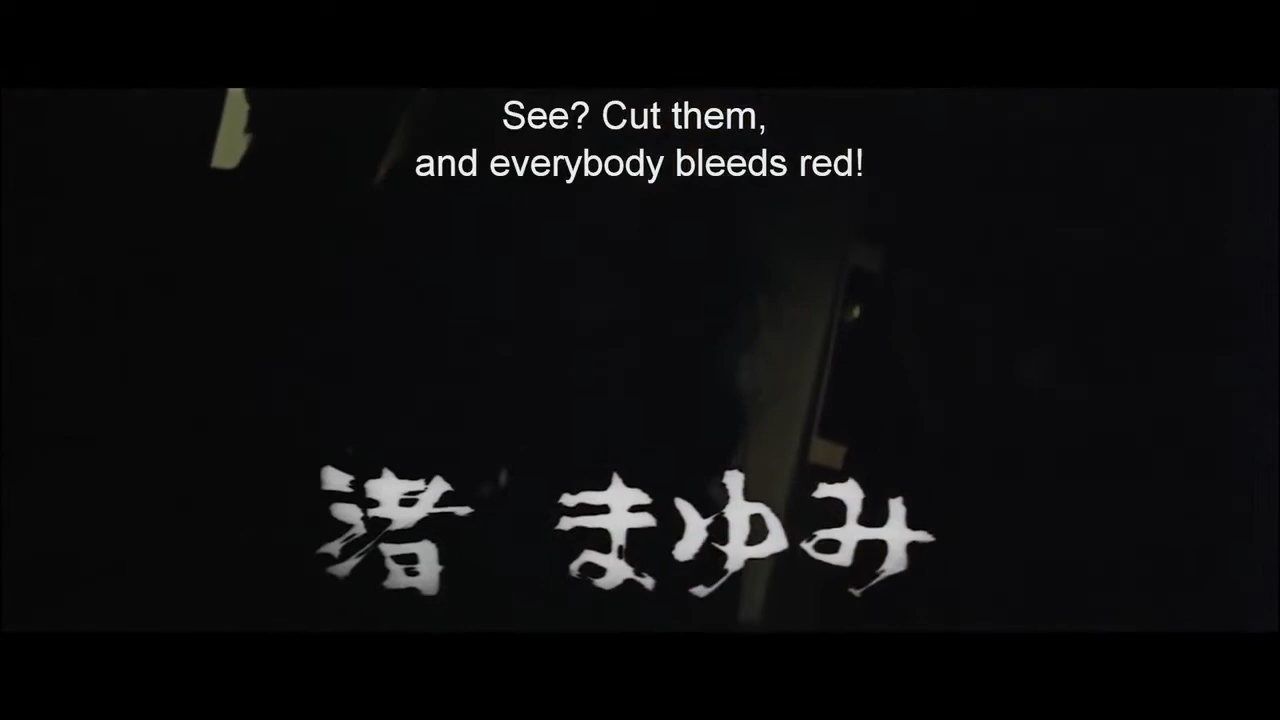 See? Cut them,
and everybody bleeds red!
渚 まゆみ